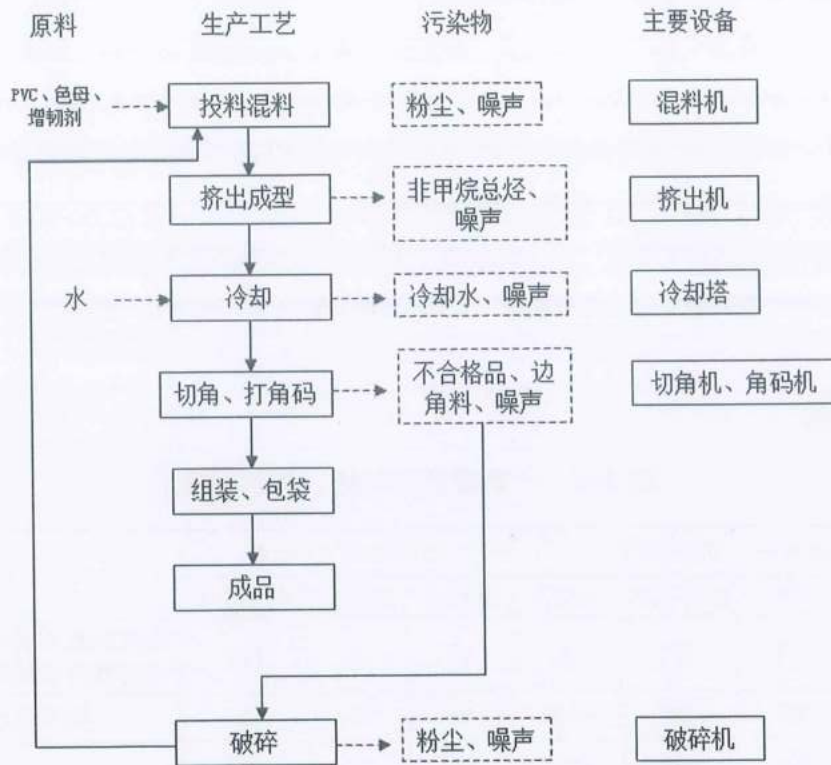 原料 生产工艺 污染物 主要设备
PVC、色母、
增韧剂
投料混料 粉尘、噪声 混料机
挤出成型 非甲烷总烃、
噪声
挤出机
水 冷却 冷却水、噪声 冷却塔
切角、打角码 不合格品、边
角料、噪声
切角机、角码机
组装、包袋
成品
破碎 粉尘、噪声 破碎机